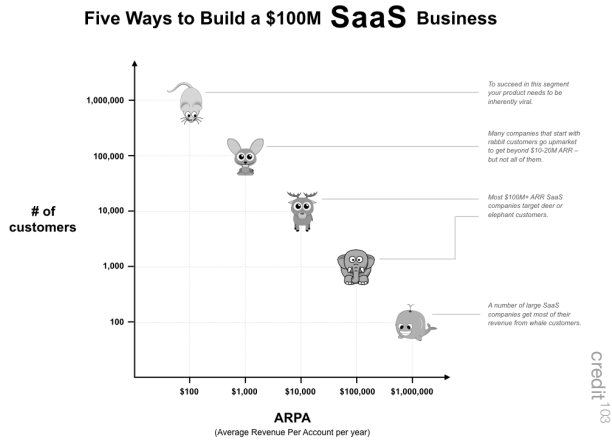 Five Ways to Build a $100M SaaS Business
1,000,000
100,000
10,000
1,000
100
# of
customers
To succeed in this segment
your product needs to be
inherently viral.
Many companies that start with
rabbit customers go upmarket
to get beyond $10-20M ARR –
but not all of them.
Most $100M+ ARR SaaS
companies target deer or
elephant customers.
A number of large SaaS
companies get most of their
revenue from whale customers.
$100
$1,000
$10,000
$100,000
$1,000,000
ARPA
(Average Revenue Per Account per year)
credit 103